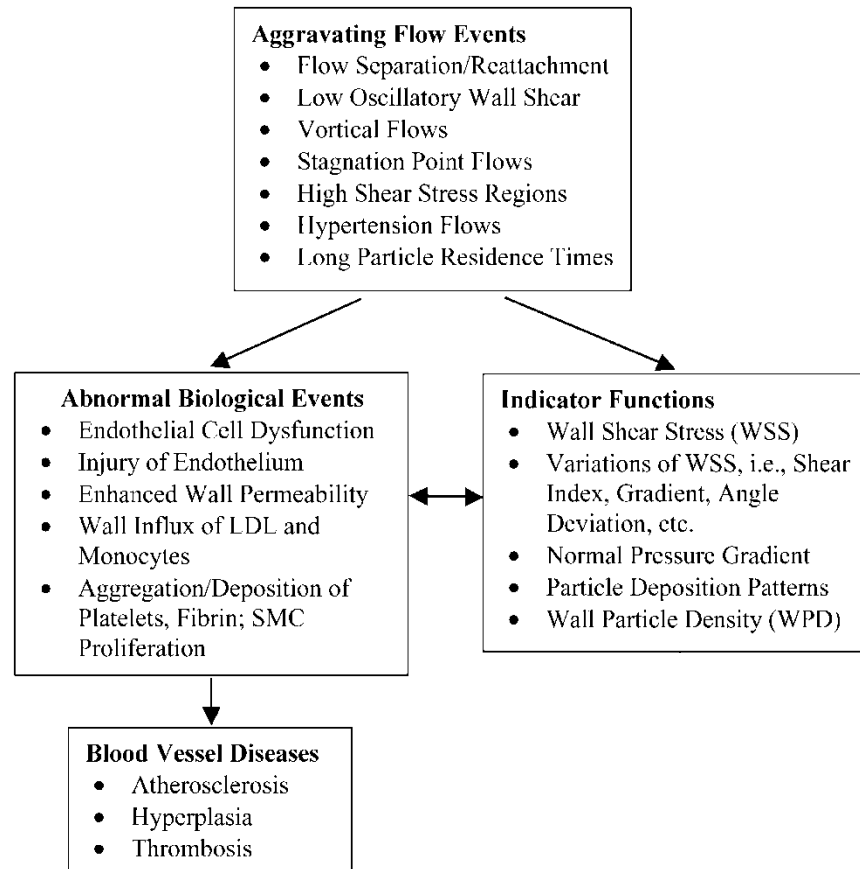 Aggravating Flow Events
• Flow Separation/Reattachment
• Low Oscillatory Wall Shear
• Vortical Flows
• Stagnation Point Flows
• High Shear Stress Regions
• Hypertension Flows
• Long Particle Residence Times
Abnormal Biological Events
• Endothelial Cell Dysfunction
• Injury of Endothelium
• Enhanced Wall Permeability
• Wall Influx of LDL and
Monocytes
• Aggregation/Deposition of
Platelets, Fibrin; SMC
Proliferation
Indicator Functions
• Wall Shear Stress (WSS)
• Variations of WSS, i.e., Shear
Index, Gradient, Angle
Deviation, etc.
• Normal Pressure Gradient
• Particle Deposition Patterns
• Wall Particle Density (WPD)
Blood Vessel Diseases
• Atherosclerosis
• Hyperplasia
• Thrombosis